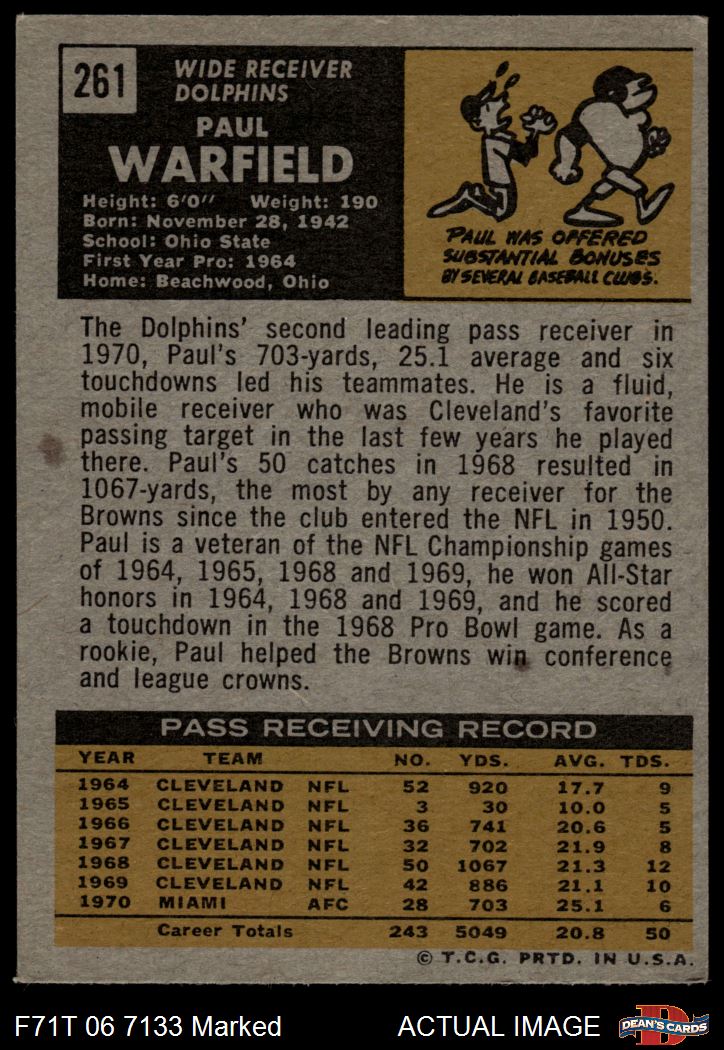 261
WIDE RECEIVER
DOLPHINS
PAUL
WARFIELD
Height: 6'0" Weight: 190
Born: November 28, 1942
School: Ohio State
First Year Pro: 1964
Home: Beachwood, Ohio
PAUL WAS OFFERED
SUBSTANTIAL BONUSES
BY SEVERAL BASEBALL CLUBS.
The Dolphins' second leading pass receiver in
1970, Paul's 703-yards, 25.1 average and six
touchdowns led his teammates. He is a fluid,
mobile receiver who was Cleveland's favorite
passing target in the last few years he played
there. Paul's 50 catches in 1968 resulted in
1067-yards, the most by any receiver for the
Browns since the club entered the NFL in 1950.
Paul is a veteran of the NFL Championship games
of 1964, 1965, 1968 and 1969, he won All-Star
honors in 1964, 1968 and 1969, and he scored
a touchdown in the 1968 Pro Bowl game. As a
rookie, Paul helped the Browns win conference
and league crowns.
PASS RECEIVING RECORD
YEAR TEAM NO. YDS. AVG. TDS.
1964 CLEVELAND NFL 52 920 17.7 9
1965 CLEVELAND NFL 3 30 10.0 5
1966 CLEVELAND NFL 36 741 20.6 5
1967 CLEVELAND NFL 32 702 21.9 8
1968 CLEVELAND NFL 50 1067 21.3 12
1969 CLEVELAND NFL 42 886 21.1 10
1970 MIAMI AFC 28 703 25.1 6
Career Totals 243 5049 20.8 50
© T.C.G. PRTD. IN U.S.A.
F71T 06 7133 Marked
ACTUAL IMAGE
D
DEAN'S CARDS